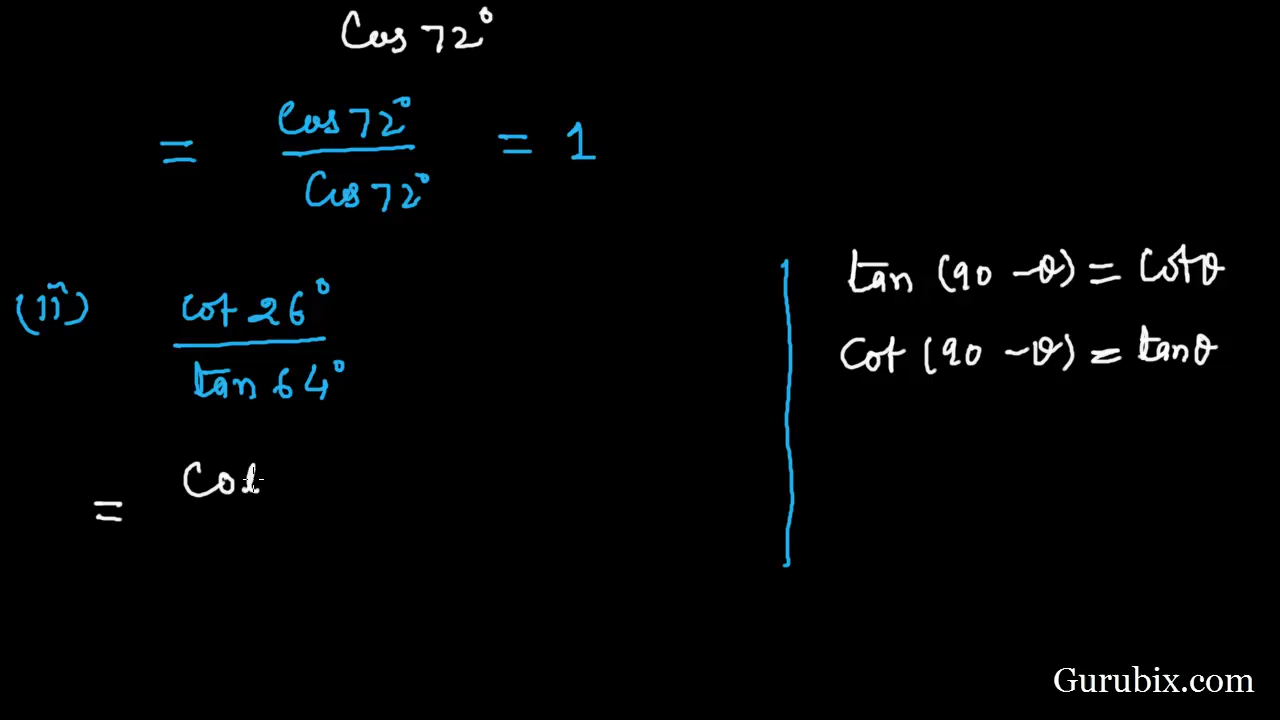 Cos 72°
= Cos 72° / Cos 72° = 1
(ii) cot 26° / tan 64°
= Cot
tan (90 - θ) = Cot θ
Cot (90 - θ) = tan θ
Gurubix.com